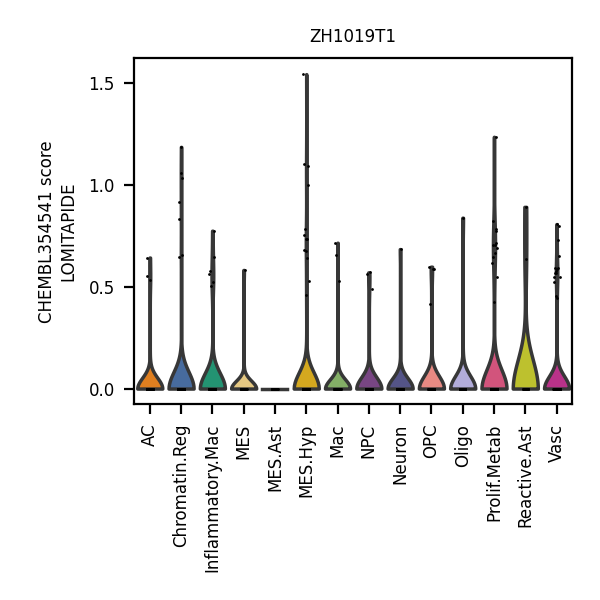 ZH1019T1
CHEMBL354541 score
LOMITAPIDE
1.5
1.0
0.5
0.0
AC
Chromatin.Reg
Inflammatory.Mac
MES
MES.Ast
MES.Hyp
Mac
NPC
Neuron
OPC
Oligo
Prolif.Metab
Reactive.Ast
Vasc